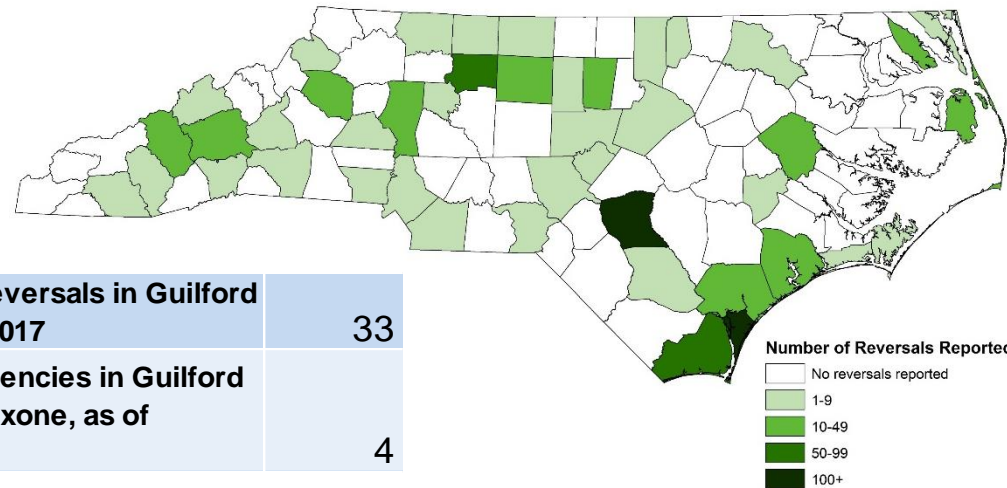 eversals in Guilford
017
33
encies in Guilford
xone, as of
4
Number of Reversals Reported
No reversals reported
1-9
10-49
50-99
100+